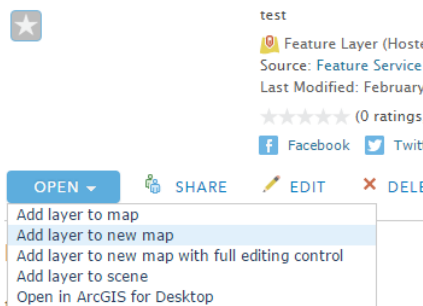 test
Feature Layer (Hoste
Source: Feature Service
Last Modified: February
(0 ratings
Facebook Twit
OPEN SHARE EDIT DELE
Add layer to map
Add layer to new map
Add layer to new map with full editing control
Add layer to scene
Open in ArcGIS for Desktop